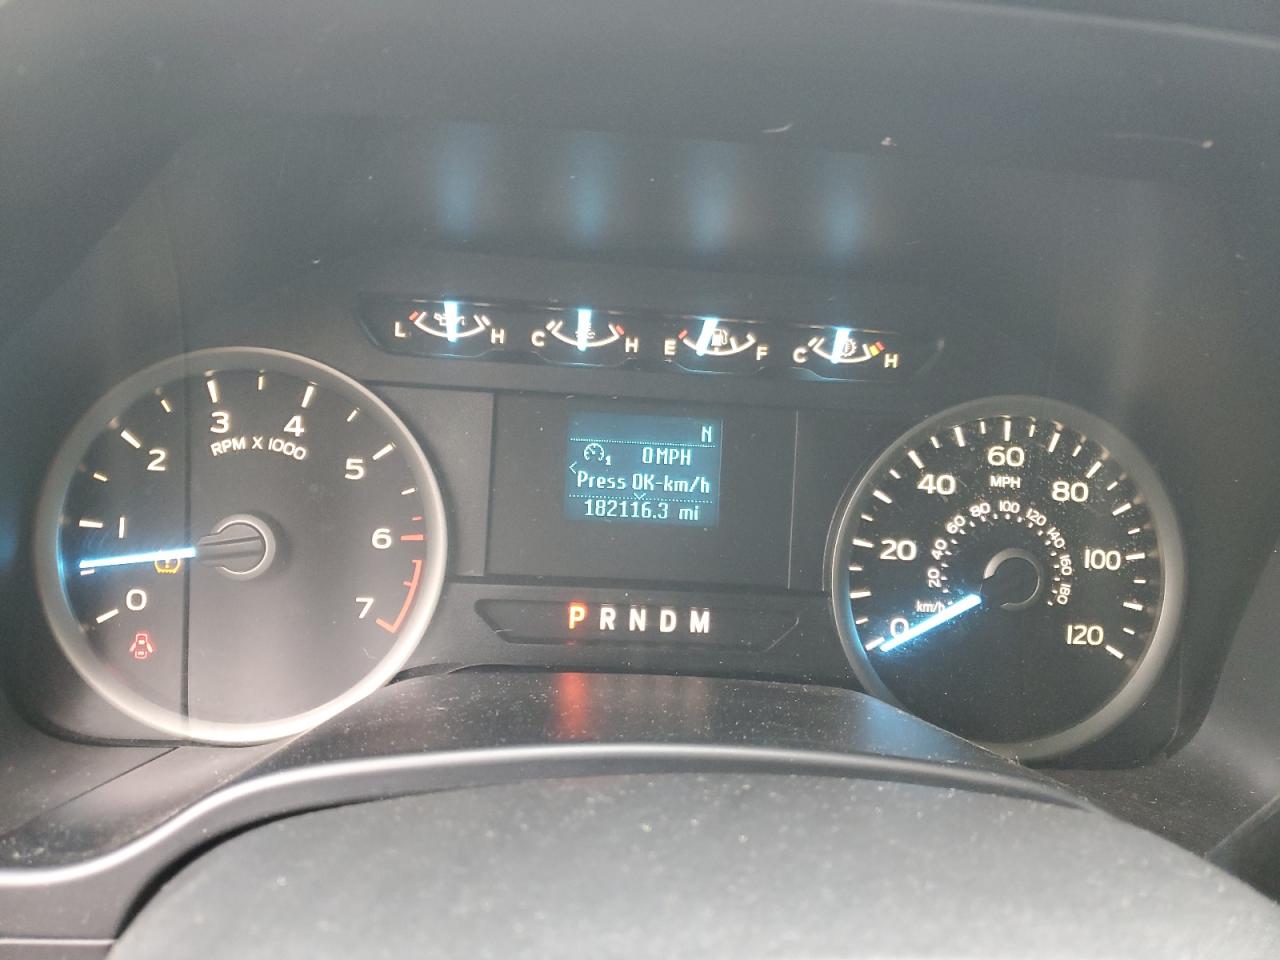 L H C H E F C H
0 1 2 3 4 5 6 7
RPM X 1000
N
1 0 MPH
< Press OK-km/h
182116.3 mi
P R N D M
0 20 40 60 80 100 120
MPH
20 40 60 80 100 120 140 160 180
km/h